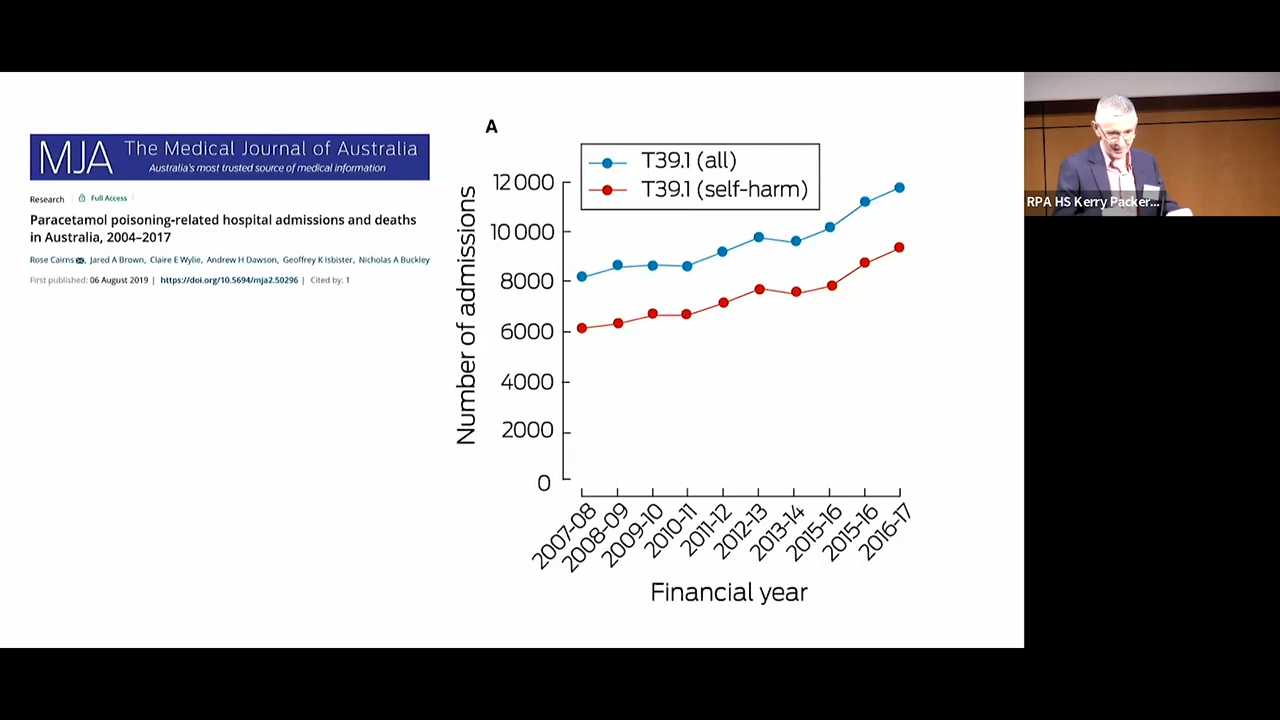 MJA The Medical Journal of Australia
Australia's most trusted source of medical information
Research Full Access
Paracetamol poisoning-related hospital admissions and deaths
in Australia, 2004–2017
Rose Cairns, Jared A Brown, Claire E Wylie, Andrew H Dawson, Geoffrey K Isbister, Nicholas A Buckley
First published: 06 August 2019 | https://doi.org/10.5694/mja2.50296 | Cited by: 1
A
T39.1 (all)
T39.1 (self-harm)
Number of admissions
12 000
10 000
8000
6000
4000
2000
0
2007-08
2008-09
2009-10
2010-11
2011-12
2012-13
2013-14
2015-16
2015-16
2016-17
Financial year
RPA HS Kerry Packer...